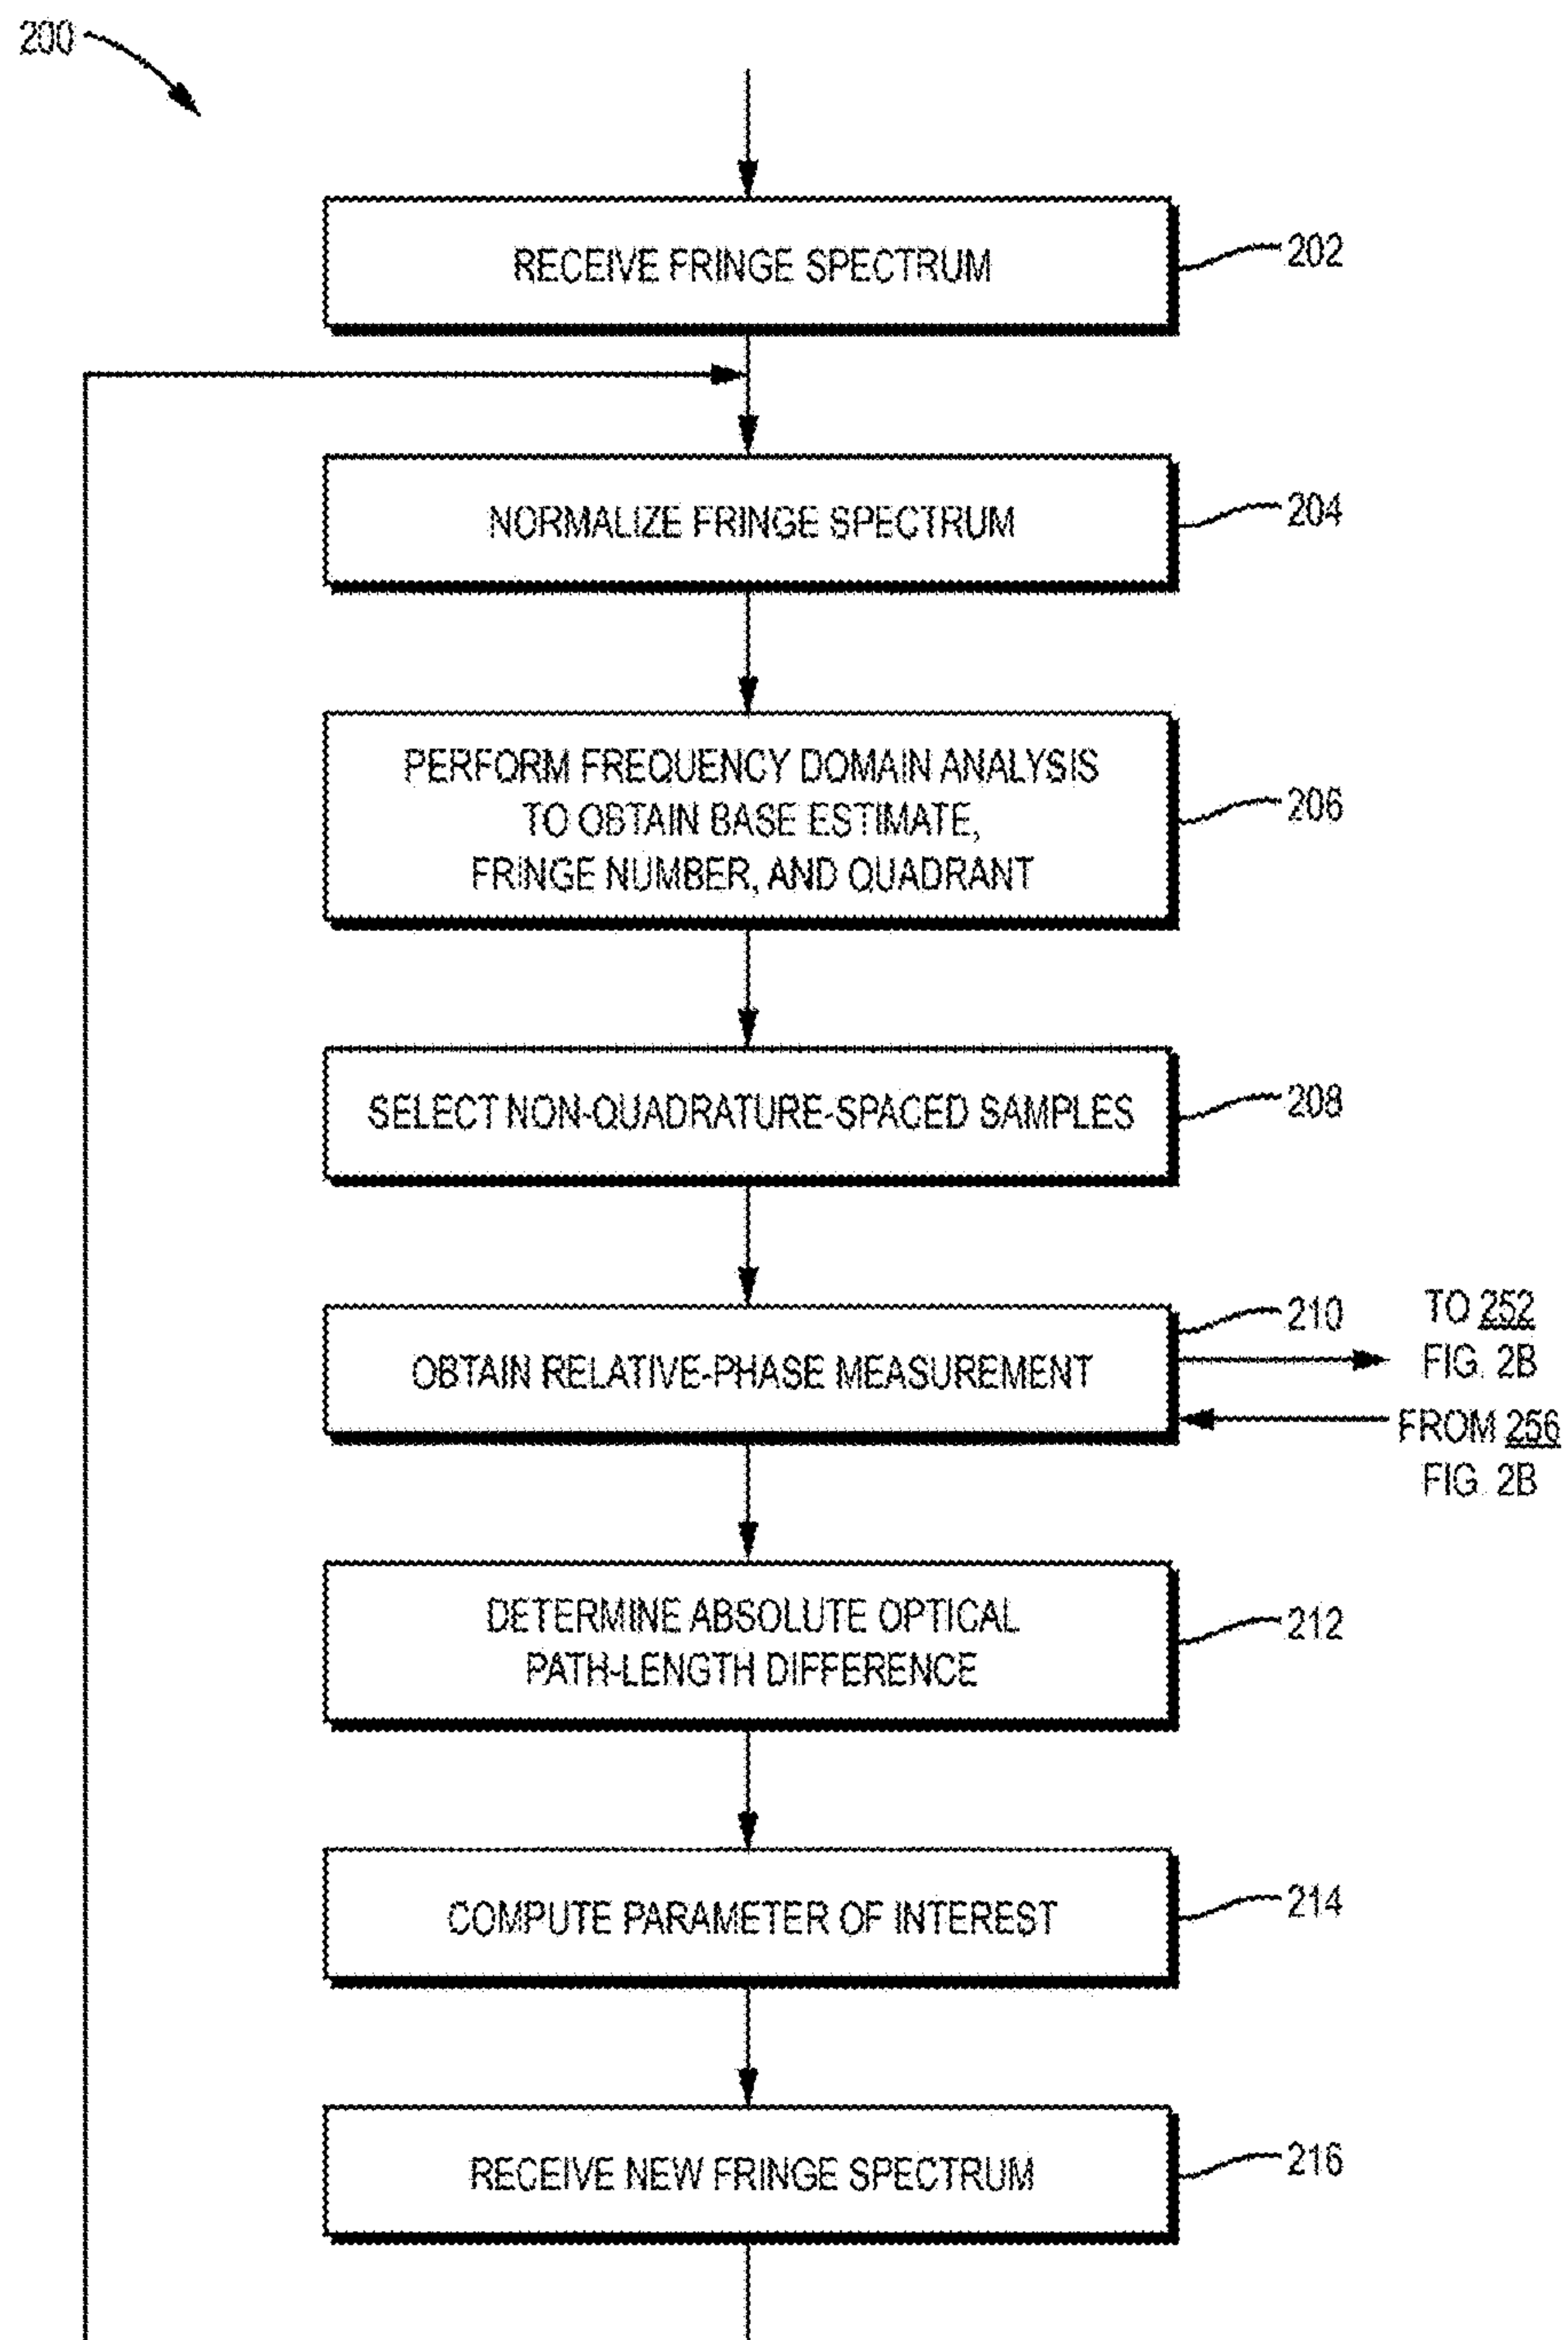 200
RECEIVE FRINGE SPECTRUM
202
NORMALIZE FRINGE SPECTRUM
204
PERFORM FREQUENCY DOMAIN ANALYSIS
TO OBTAIN BASE ESTIMATE,
FRINGE NUMBER, AND QUADRANT
206
SELECT NON-QUADRATURE-SPACED SAMPLES
208
OBTAIN RELATIVE-PHASE MEASUREMENT
210
TO 252
FIG. 2B
FROM 256
FIG. 2B
DETERMINE ABSOLUTE OPTICAL
PATH-LENGTH DIFFERENCE
212
COMPUTE PARAMETER OF INTEREST
214
RECEIVE NEW FRINGE SPECTRUM
216